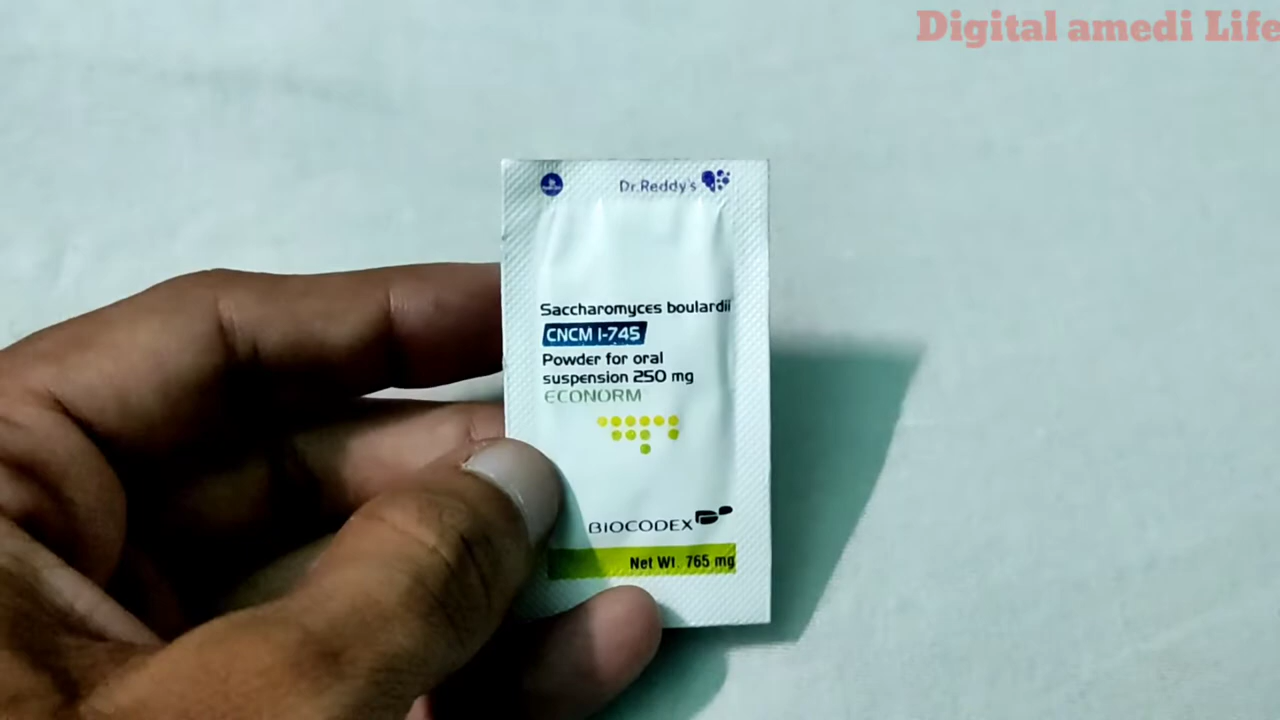 Digital amedi Life
Dr.Reddy's
Saccharomyces boulardii
CNCM I-745
Powder for oral
suspension 250 mg
ECONORM
BIOCODEX
Net Wt. 765 mg